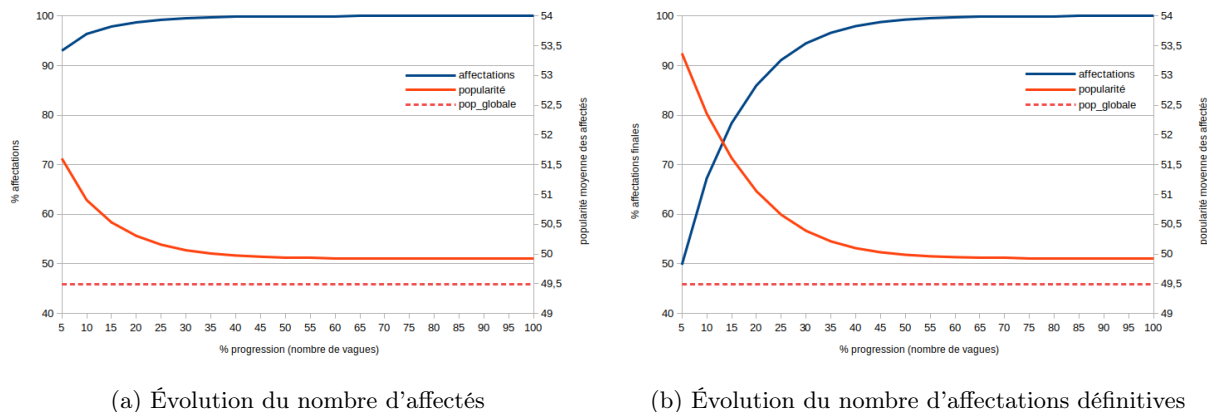 100
90
80
70
60
50
40
% affectations
54
53,5
53
52,5
52
51,5
51
50,5
50
49,5
49
popularité moyenne des affectés
affectations
popularité
pop_globale
5 10 15 20 25 30 35 40 45 50 55 60 65 70 75 80 85 90 95 100
% progression (nombre de vagues)
(a) Évolution du nombre d'affectés
100
90
80
70
60
50
40
% affectations finales
54
53,5
53
52,5
52
51,5
51
50,5
50
49,5
49
popularité moyenne des affectés
affectations
popularité
pop_globale
5 10 15 20 25 30 35 40 45 50 55 60 65 70 75 80 85 90 95 100
% progression (nombre de vagues)
(b) Évolution du nombre d'affectations définitives